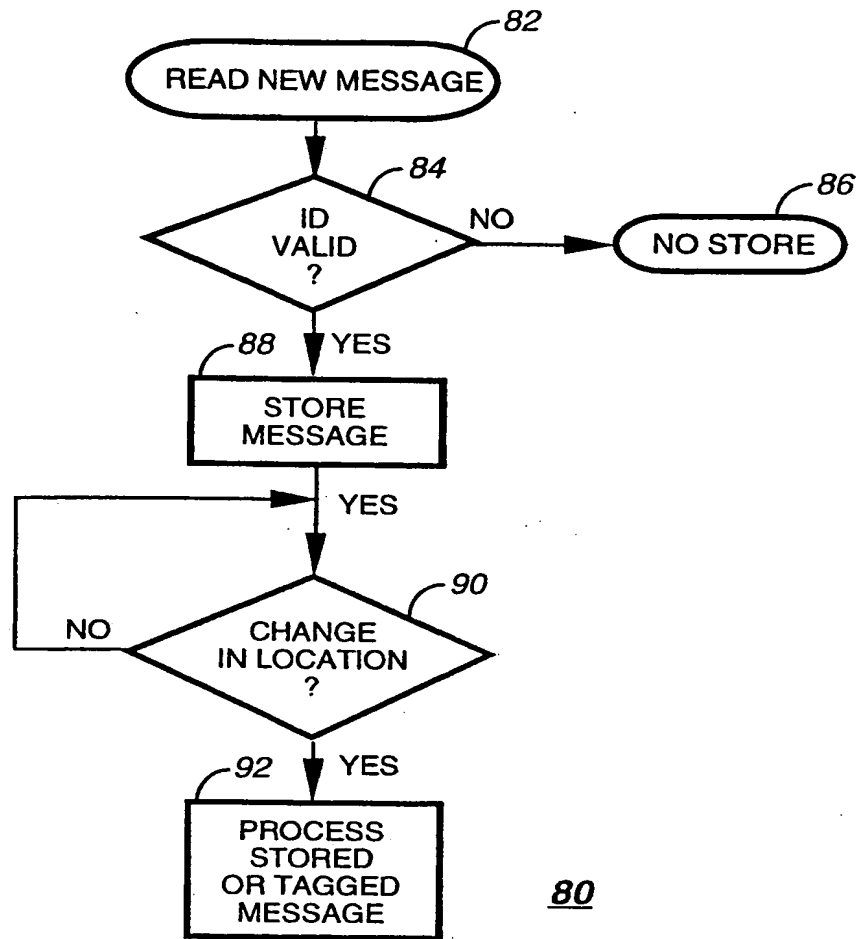 82
READ NEW MESSAGE
84
ID
VALID
?
NO
86
NO STORE
YES
88
STORE
MESSAGE
YES
90
NO
CHANGE
IN LOCATION
?
YES
92
PROCESS
STORED
OR TAGGED
MESSAGE
80